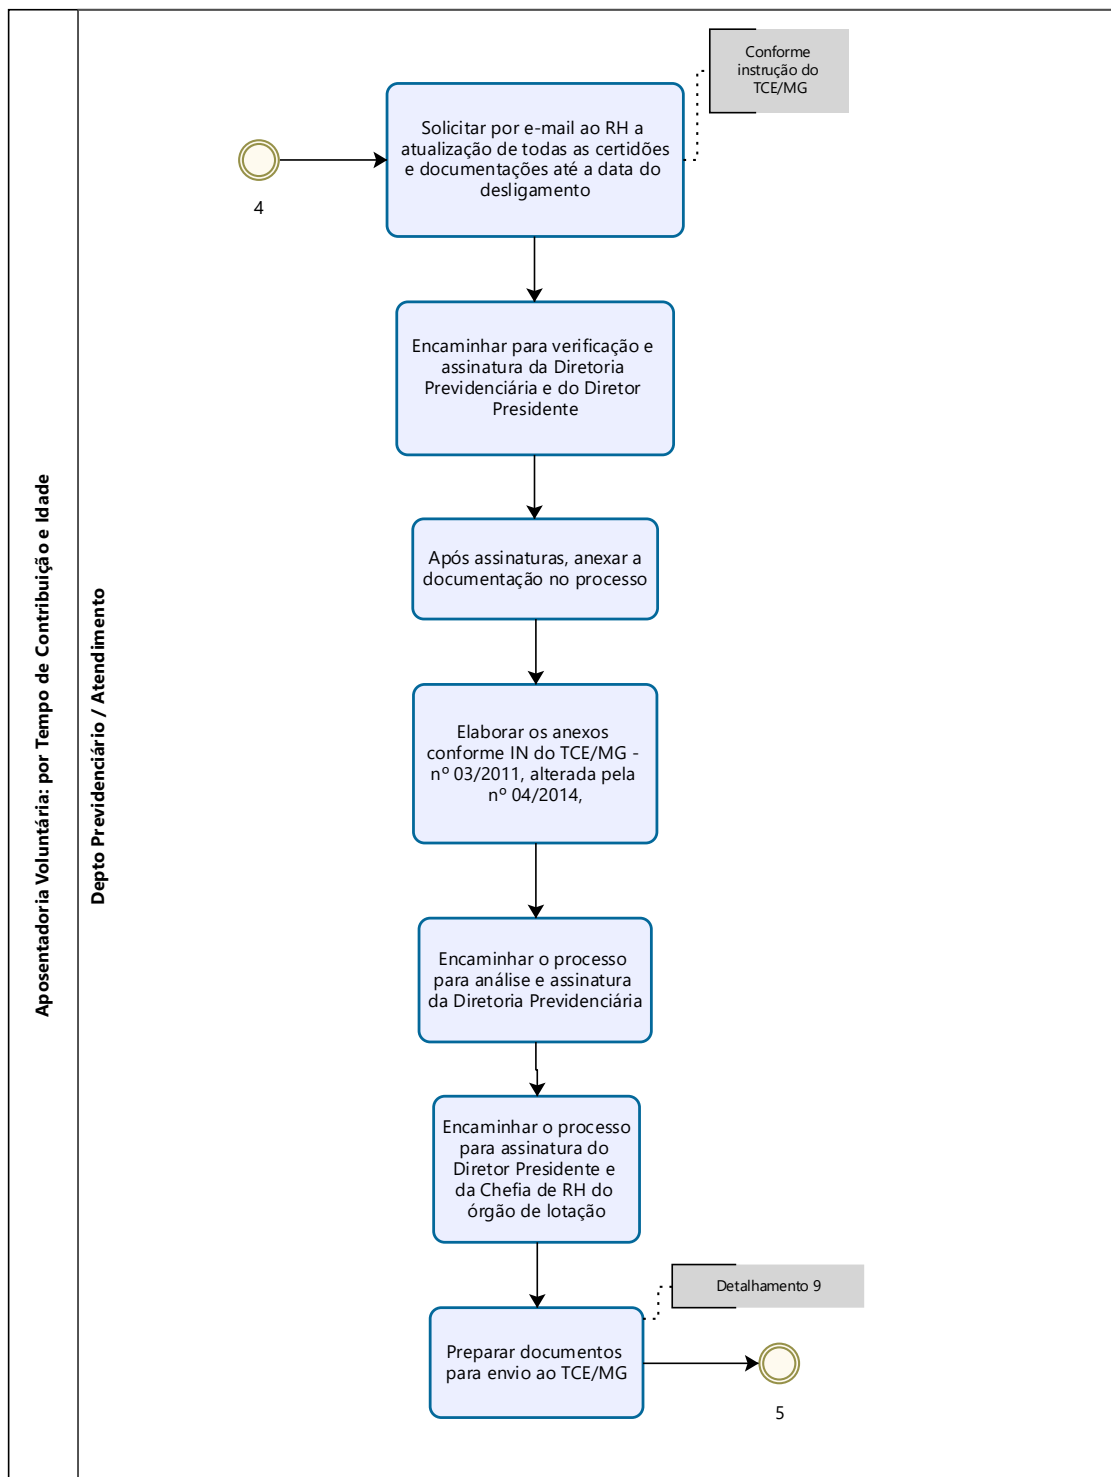 Aposentadoria Voluntária: por Tempo de Contribuição e Idade
Depto Previdenciário / Atendimento
Conforme
instrução do
TCE/MG
4
Solicitar por e-mail ao RH a
atualização de todas as certidões
e documentações até a data do
desligamento
Encaminhar para verificação e
assinatura da Diretoria
Previdenciária e do Diretor
Presidente
Após assinaturas, anexar a
documentação no processo
Elaborar os anexos
conforme IN do TCE/MG -
nº 03/2011, alterada pela
nº 04/2014,
Encaminhar o processo
para análise e assinatura
da Diretoria Previdenciária
Encaminhar o processo
para assinatura do
Diretor Presidente e
da Chefia de RH do
órgão de lotação
Detalhamento 9
Preparar documentos
para envio ao TCE/MG
5